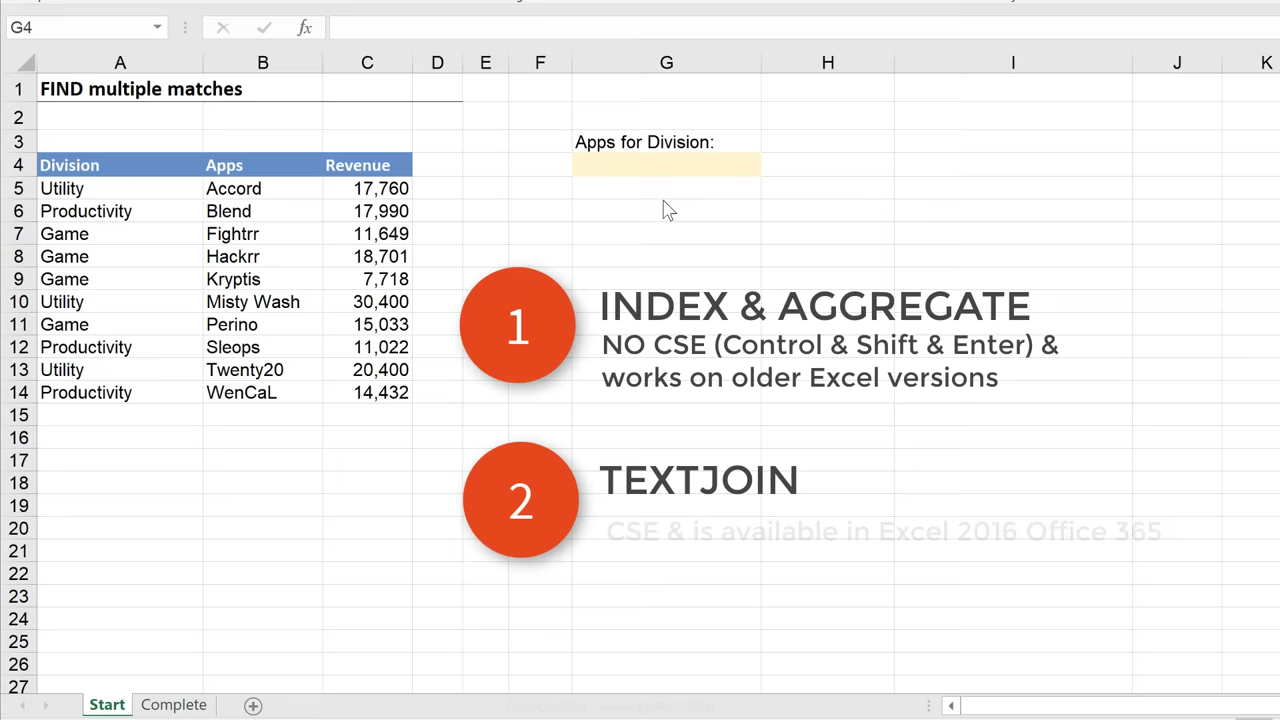 G4
fx
A B C D E F G H I J K
1 FIND multiple matches
2
3 Apps for Division:
4 Division Apps Revenue
5 Utility Accord 17,760
6 Productivity Blend 17,990
7 Game Fightrr 11,649
8 Game Hackrr 18,701
9 Game Kryptis 7,718
10 Utility Misty Wash 30,400
11 Game Perino 15,033
12 Productivity Sleops 11,022
13 Utility Twenty20 20,400
14 Productivity WenCaL 14,432
15
16
17
18
19
20
21
22
23
24
25
26
27
1
INDEX & AGGREGATE
NO CSE (Control & Shift & Enter) &
works on older Excel versions
2
TEXTJOIN
CSE & is available in Excel 2016 Office 365
Start Complete